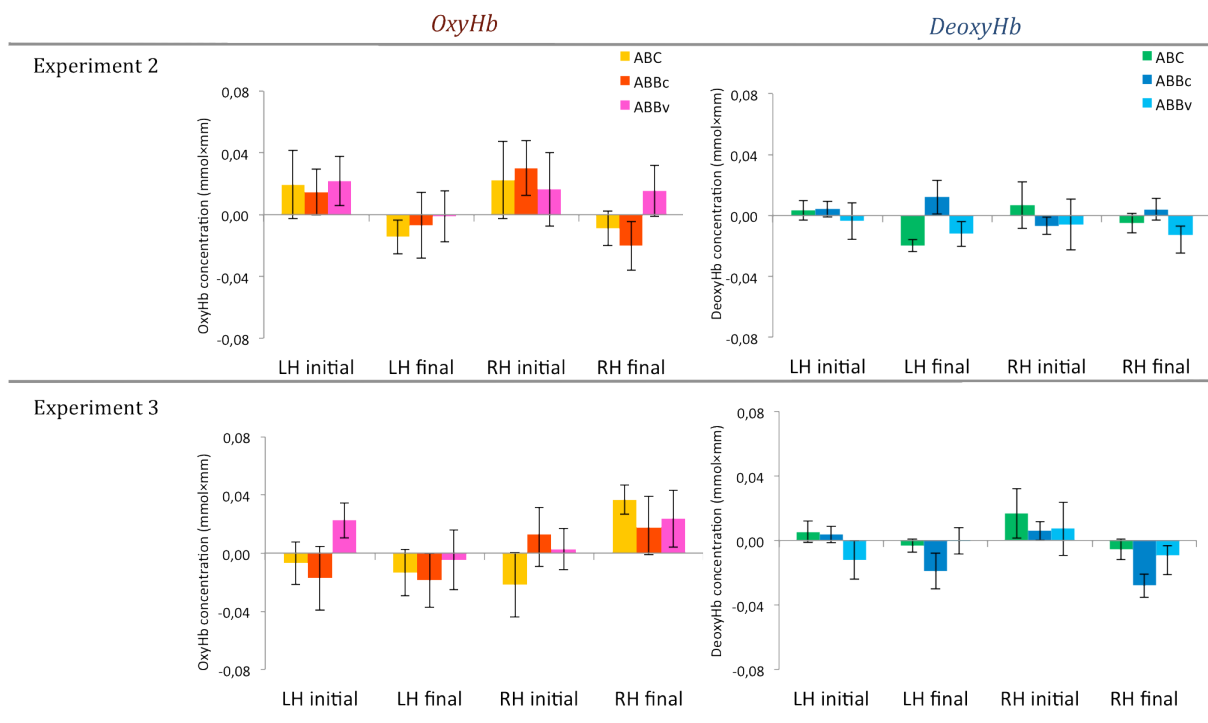 OxyHb
DeoxyHb
Experiment 2
ABC
ABBc
ABBv
OxyHb concentration (mmol×mm)
0,08
0,04
0,00
-0,04
-0,08
LH initial
LH final
RH initial
RH final
ABC
ABBc
ABBv
DeoxyHb concentration (mmol×mm)
0,08
0,04
0,00
-0,04
-0,08
LH initial
LH final
RH initial
RH final
Experiment 3
OxyHb concentration (mmol×mm)
0,08
0,04
0,00
-0,04
-0,08
LH initial
LH final
RH initial
RH final
DeoxyHb concentration (mmol×mm)
0,08
0,04
0,00
-0,04
-0,08
LH initial
LH final
RH initial
RH final